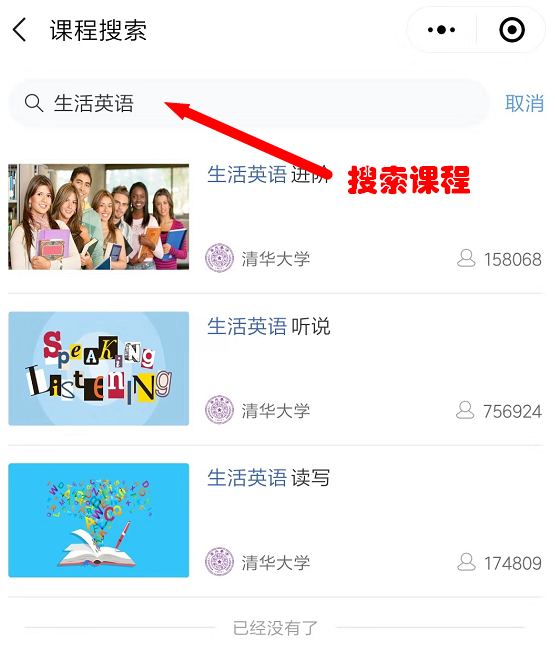 课程搜索
生活英语
取消
生活英语进阶
搜索课程
清华大学
158068
Speaking
Listening
生活英语听说
清华大学
756924
生活英语读写
清华大学
174809
已经没有了